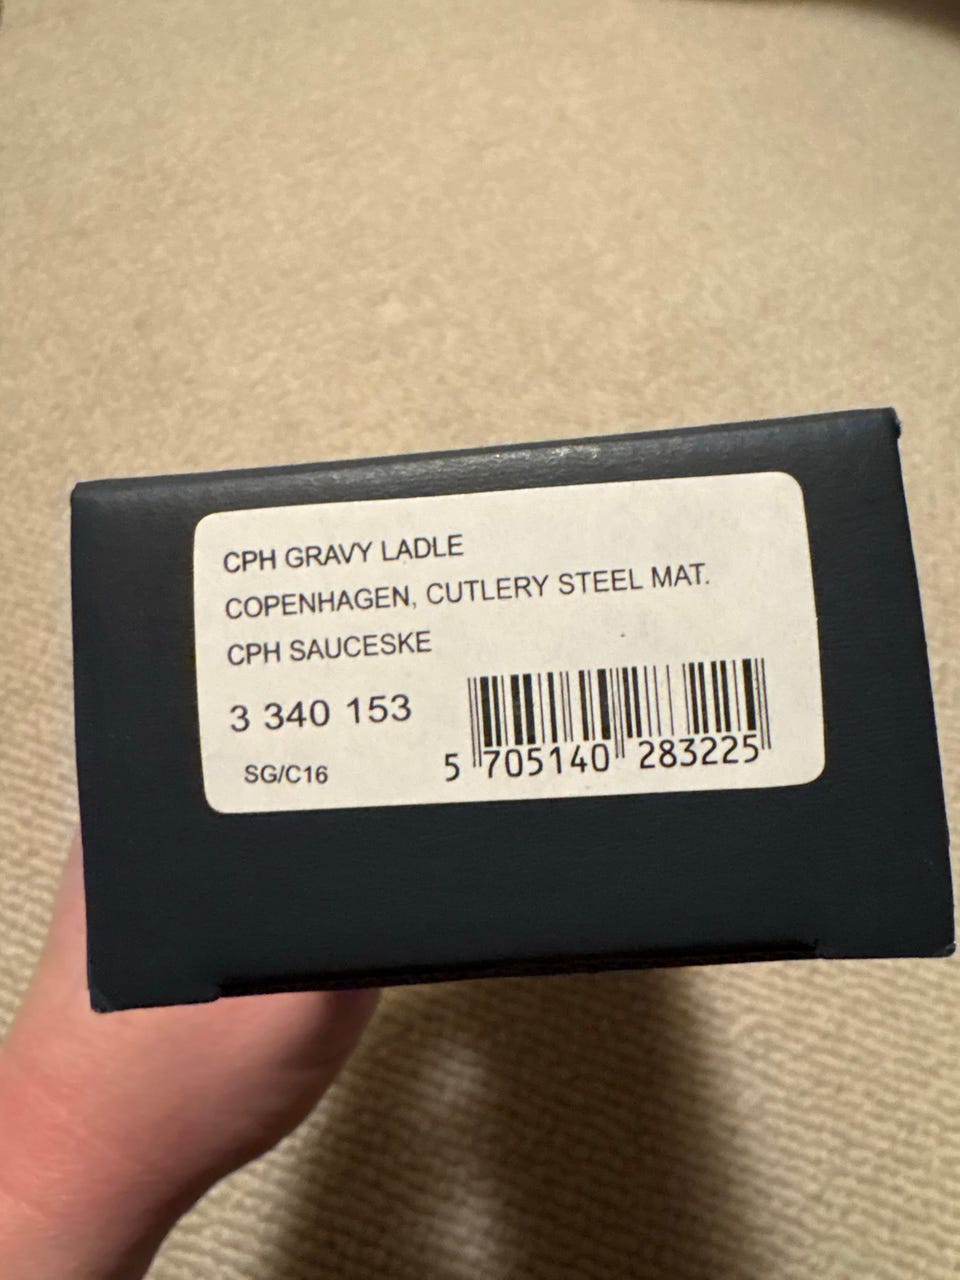 CPH GRAVY LADLE
COPENHAGEN, CUTLERY STEEL MAT.
CPH SAUCESKE
3 340 153
SG/C16
5 705140 283225